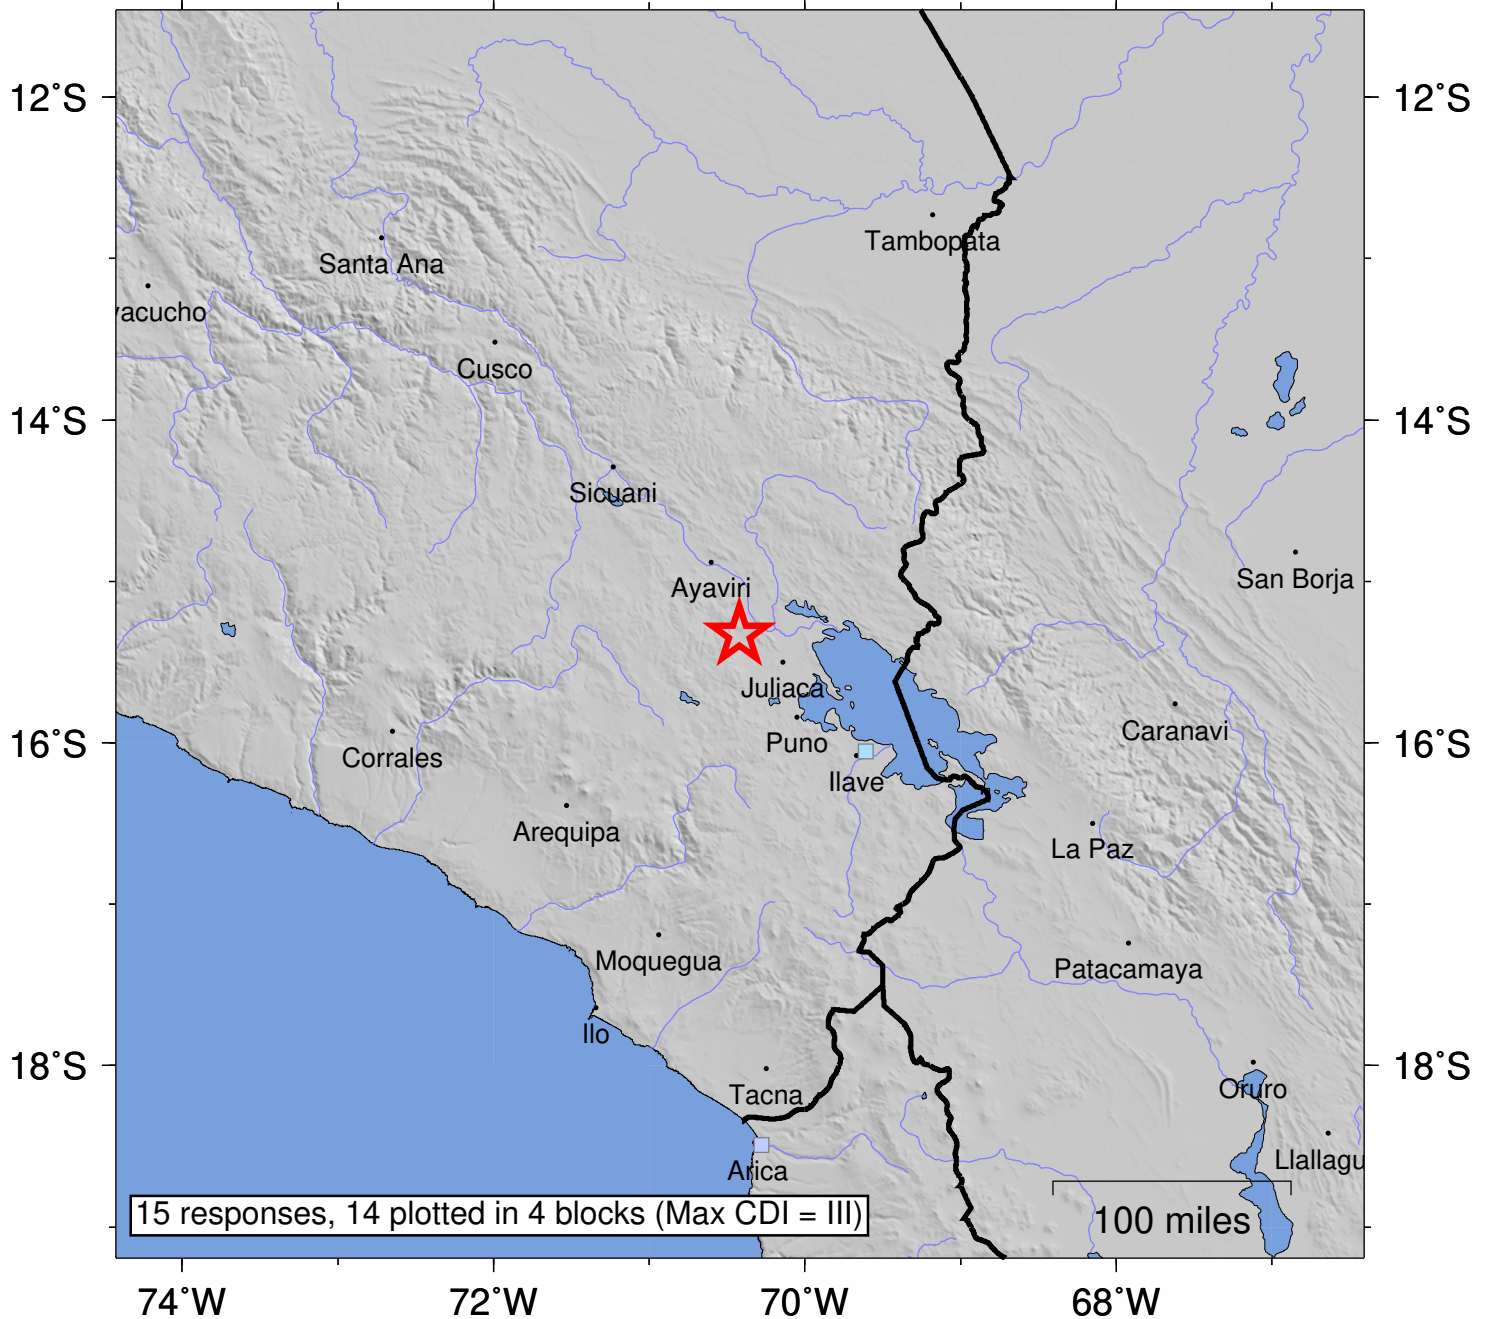 12°S 12°S
Tambopata
Santa Ana
yacucho
Cusco
14°S 14°S
Sicuani
Ayaviri
San Borja
Juliaca
Puno
Caranavi
16°S 16°S
Corrales
Ilave
Arequipa
La Paz
Moquegua
Patacamaya
Ilo
18°S 18°S
Tacna
Oruro
Arica
Llallagu
15 responses, 14 plotted in 4 blocks (Max CDI = III)
100 miles
74°W 72°W 70°W 68°W